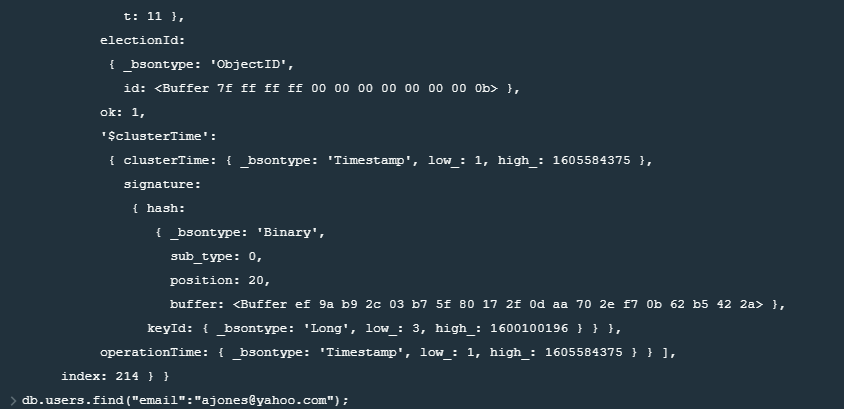 t: 11 },
electionId:
{ _bsontype: 'ObjectID',
id: <Buffer 7f ff ff ff 00 00 00 00 00 00 00 0b> },
ok: 1,
'$clusterTime':
{ clusterTime: { _bsontype: 'Timestamp', low_: 1, high_: 1605584375 },
signature:
{ hash:
{ _bsontype: 'Binary',
sub_type: 0,
position: 20,
buffer: <Buffer ef 9a b9 2c 03 b7 5f 80 17 2f 0d aa 70 2e f7 0b 62 b5 42 2a> },
keyId: { _bsontype: 'Long', low_: 3, high_: 1600100196 } } },
operationTime: { _bsontype: 'Timestamp', low_: 1, high_: 1605584375 } } ],
index: 214 } }
> db.users.find("email":"ajones@yahoo.com");